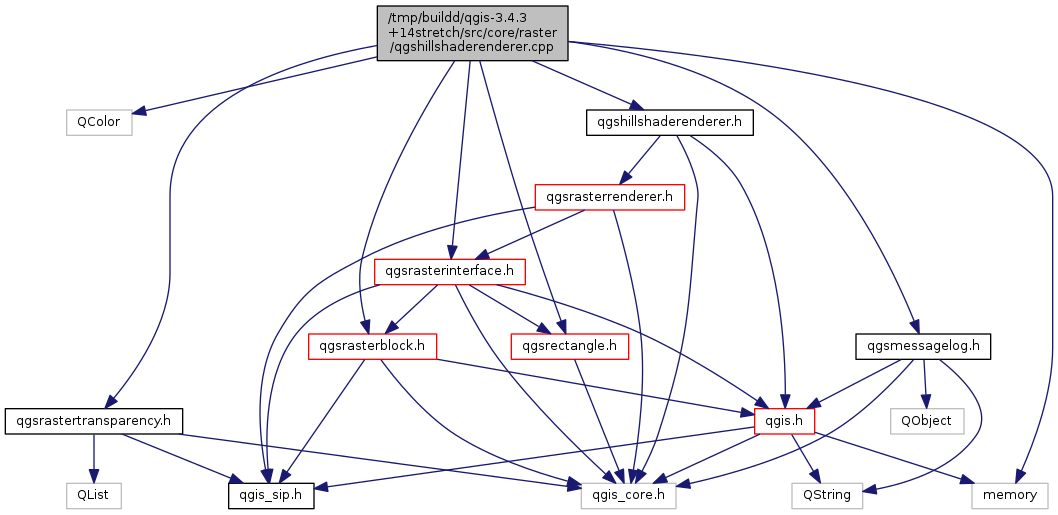 /tmp/buildd/qgis-3.4.3
+14stretch/src/core/raster
/qgshillshaderenderer.cpp
QColor
qgshillshaderenderer.h
qgsrasterrenderer.h
qgsrasterinterface.h
qgsrasterblock.h
qgsrectangle.h
qgsmessagelog.h
qgsrastertransparency.h
qgis.h
QObject
QList
qgis_sip.h
qgis_core.h
QString
memory